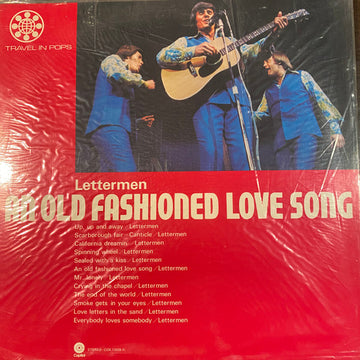 TRAVEL IN POPS
Lettermen
AN OLD FASHIONED LOVE SONG
Up, up and away/Lettermen
Scarborough fair–Canticle/Lettermen
California dreamin'/Lettermen
Spinning wheel/Lettermen
Sealed with a kiss/Lettermen
An old fashioned love song/Lettermen
Mr. lonely/Lettermen
Crying in the chapel/Lettermen
The end of the world/Lettermen
Smoke gets in your eyes/Lettermen
Love letters in the sand/Lettermen
Everybody loves somebody/Lettermen
Capitol